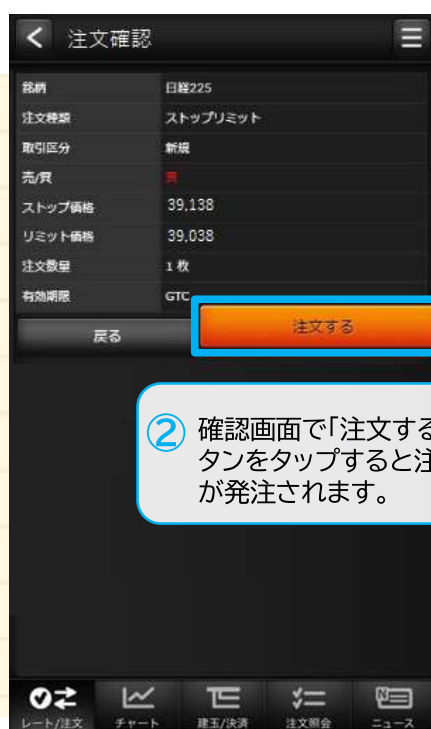 注文確認
銘柄 日経225
注文種類 ストップリミット
取引区分 新規
売/買 買
ストップ価格 39,138
リミット価格 39,038
注文数量 1 枚
有効期限 GTC
戻る 注文する
② 確認画面で「注文する
タンをタップすると注
が発注されます。
レート/注文 チャート 建玉/決済 注文照会 ニュース